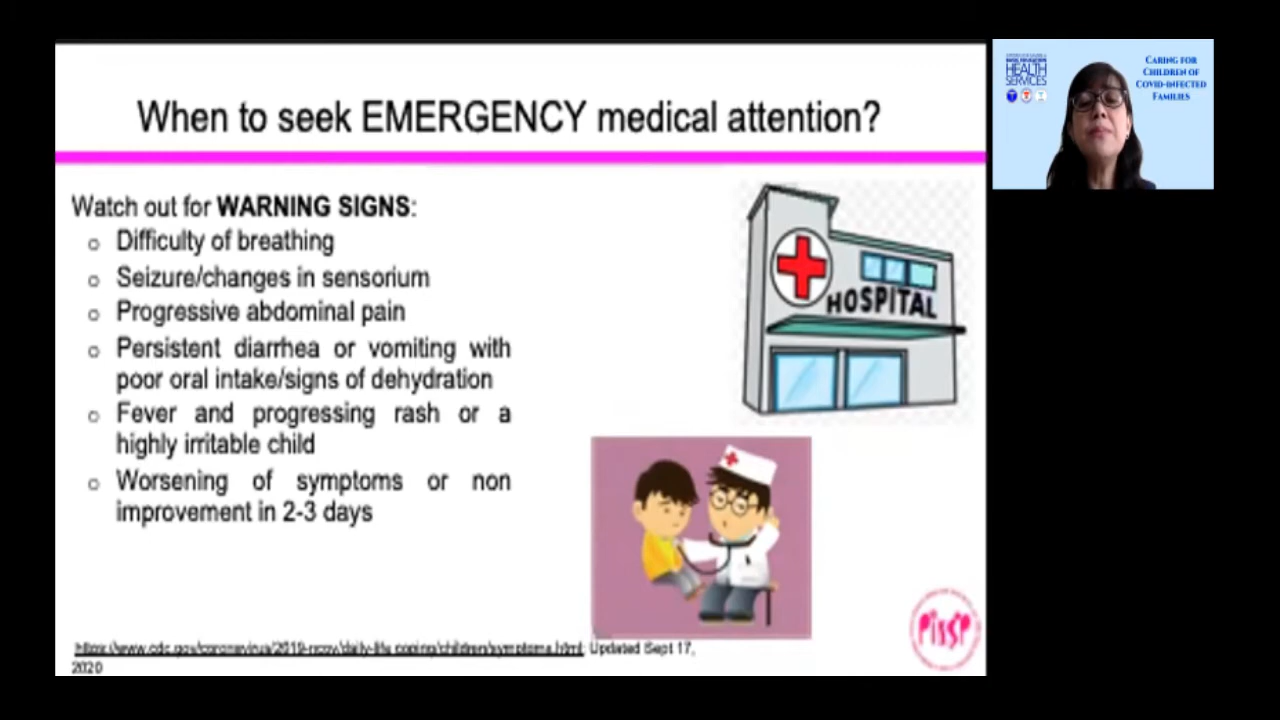 When to seek EMERGENCY medical attention?
Watch out for WARNING SIGNS:
Difficulty of breathing
Seizure/changes in sensorium
Progressive abdominal pain
Persistent diarrhea or vomiting with
poor oral intake/signs of dehydration
Fever and progressing rash or a
highly irritable child
Worsening of symptoms or non
improvement in 2-3 days
HOSPITAL
https://www.cdc.gov/coronavirus/2019-ncov/daily-life-coping/children/symptoms.html; Updated Sept 17,
2020
PIDSP
HEALTH
SERVICES
CARING FOR
CHILDREN OF
COVID-INFECTED
FAMILIES